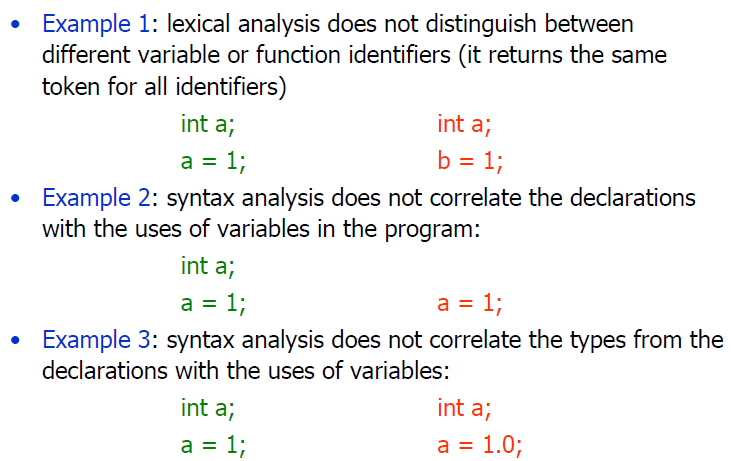 • Example 1: lexical analysis does not distinguish between
different variable or function identifiers (it returns the same
token for all identifiers)
int a; int a;
a = 1; b = 1;
• Example 2: syntax analysis does not correlate the declarations
with the uses of variables in the program:
int a;
a = 1; a = 1;
• Example 3: syntax analysis does not correlate the types from the
declarations with the uses of variables:
int a; int a;
a = 1; a = 1.0;